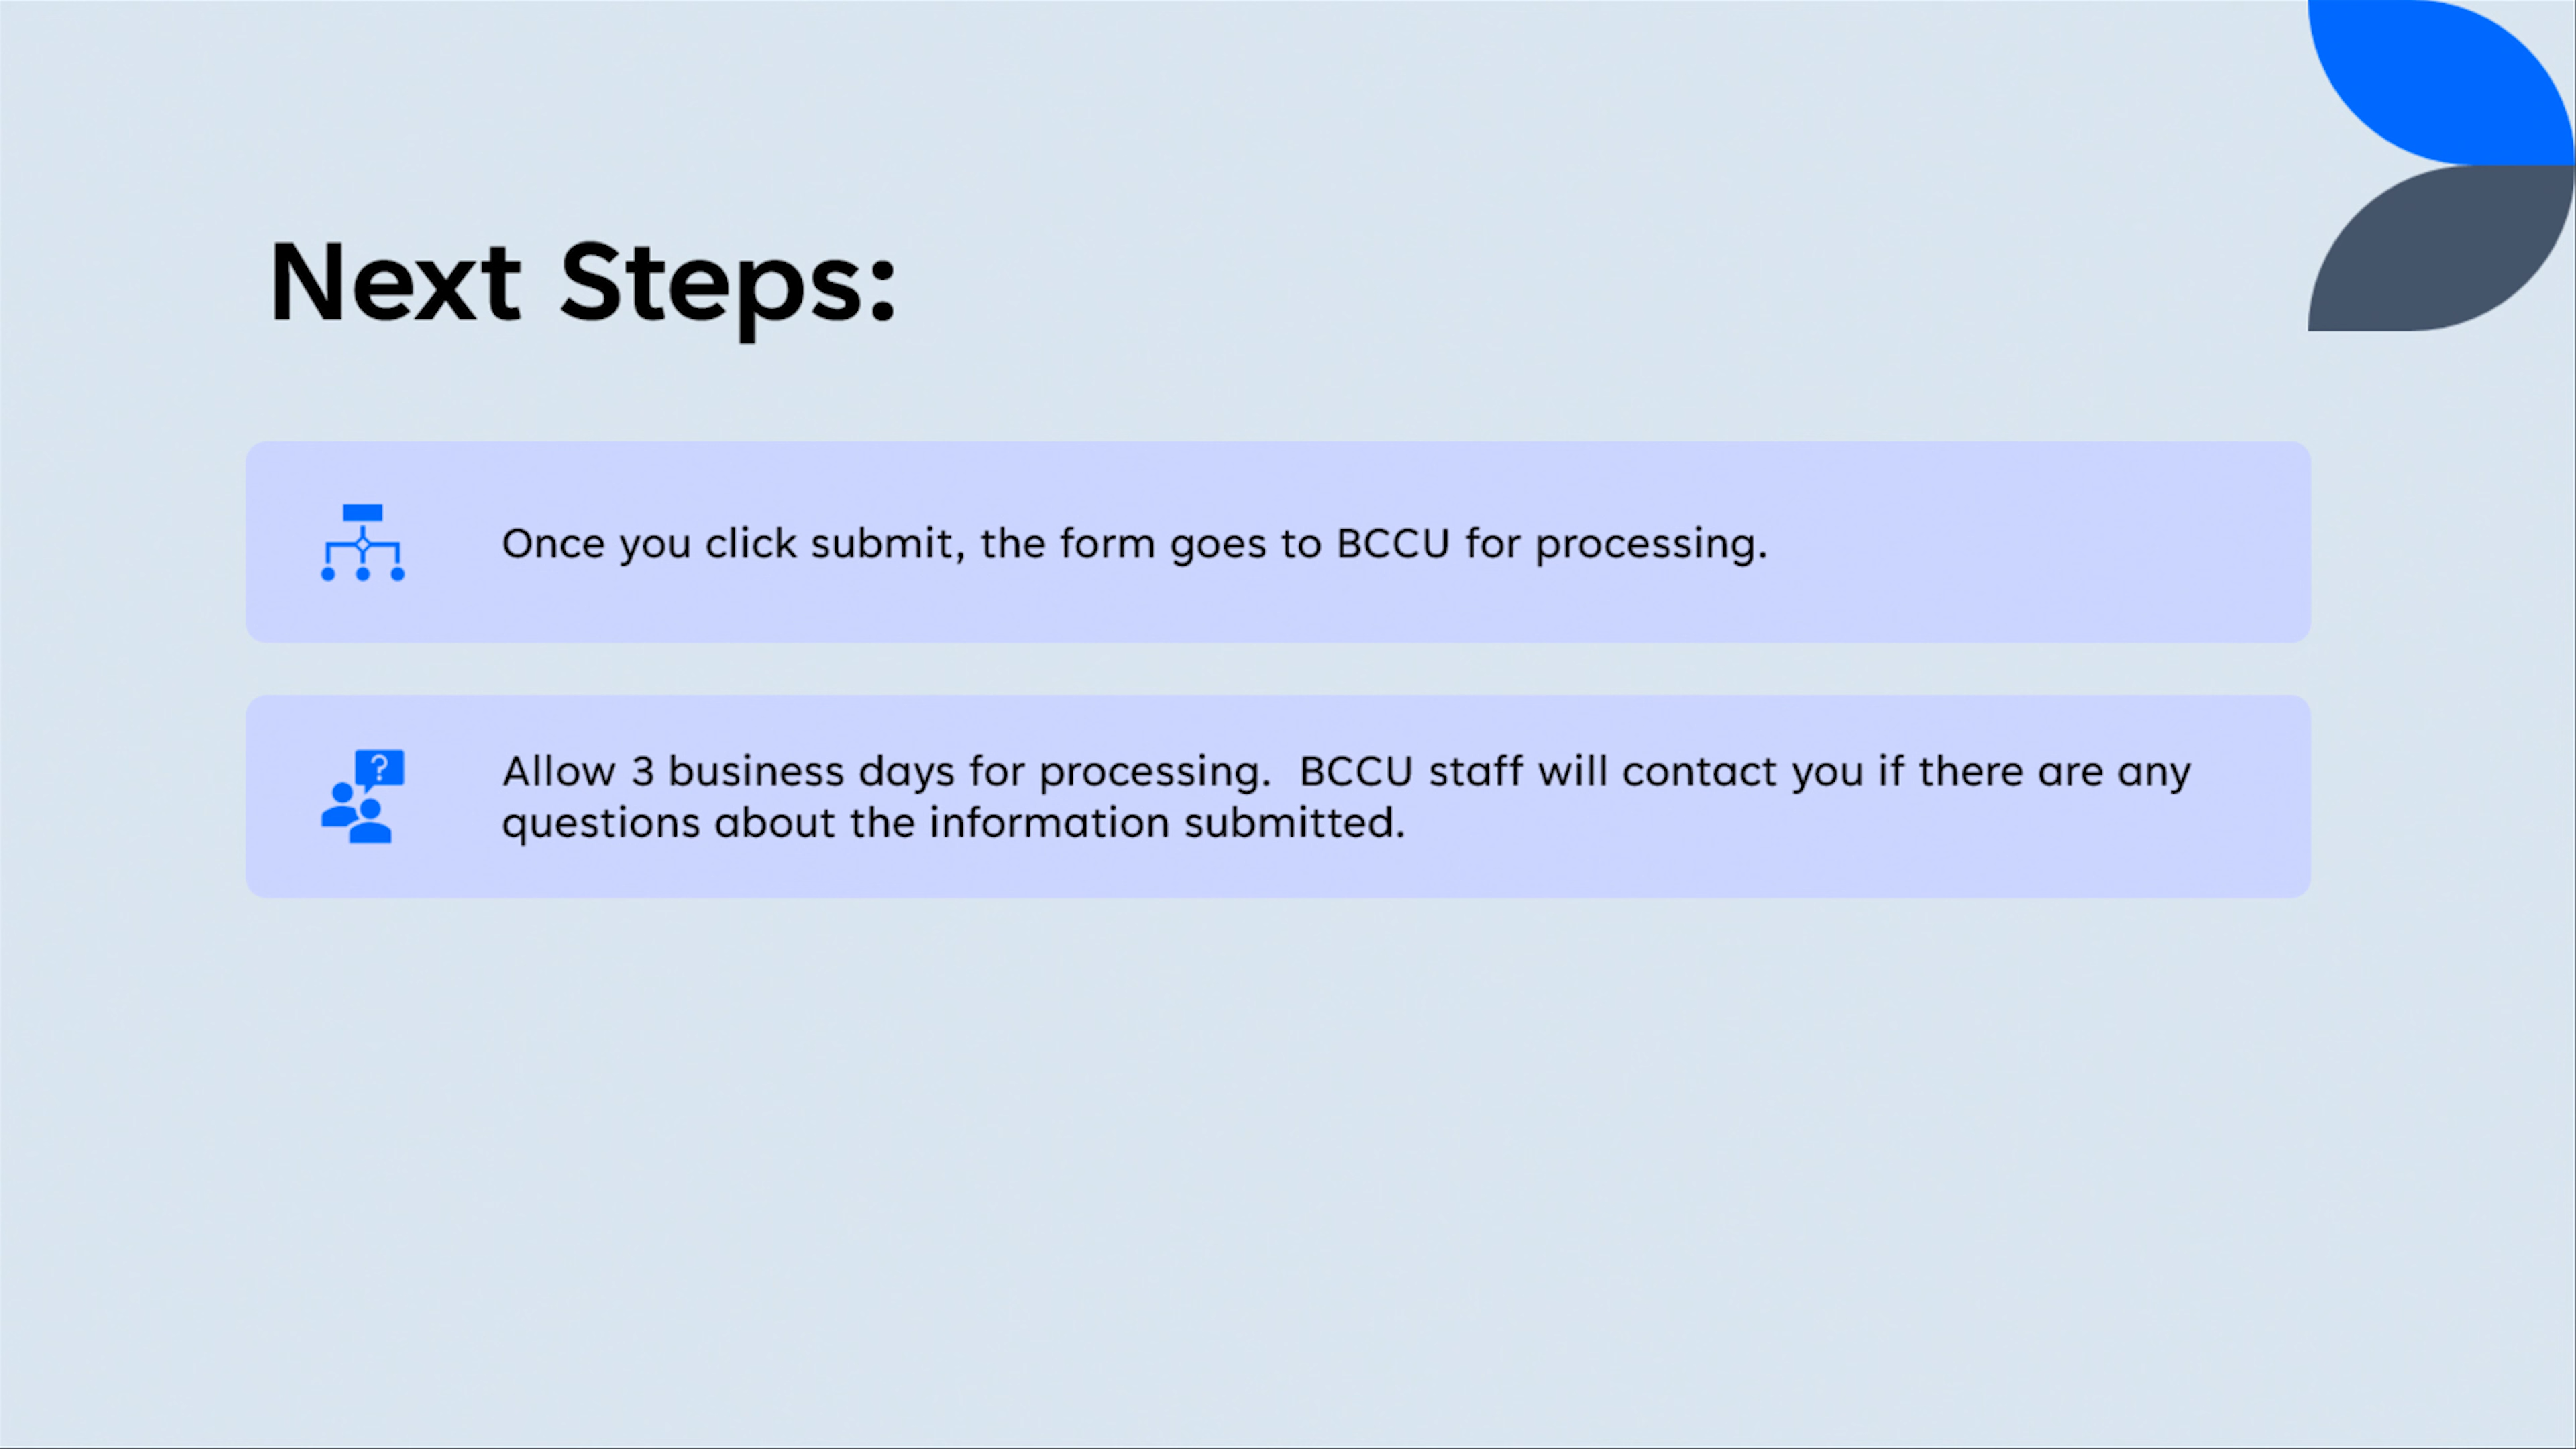 Next Steps:
Once you click submit, the form goes to BCCU for processing.
?
Allow 3 business days for processing.  BCCU staff will contact you if there are any
questions about the information submitted.